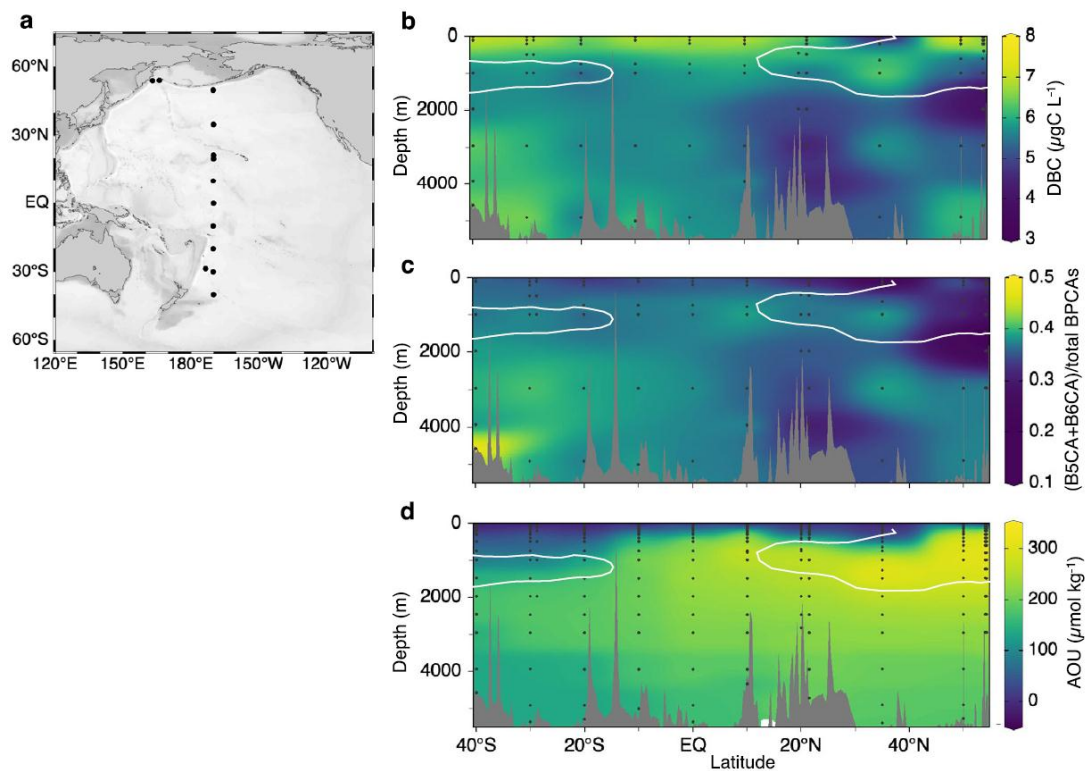 a
60°N
30°N
EQ
30°S
60°S
120°E 150°E 180°E 150°W 120°W
b
0
2000
4000
Depth (m)
8
7
6
5
4
3
DBC (µgC L⁻¹)
c
0
2000
4000
Depth (m)
0.5
0.4
0.3
0.2
0.1
(B5CA+B6CA)/total BPCAs
d
0
2000
4000
Depth (m)
300
200
100
0
AOU (µmol kg⁻¹)
40°S 20°S EQ 20°N 40°N
Latitude